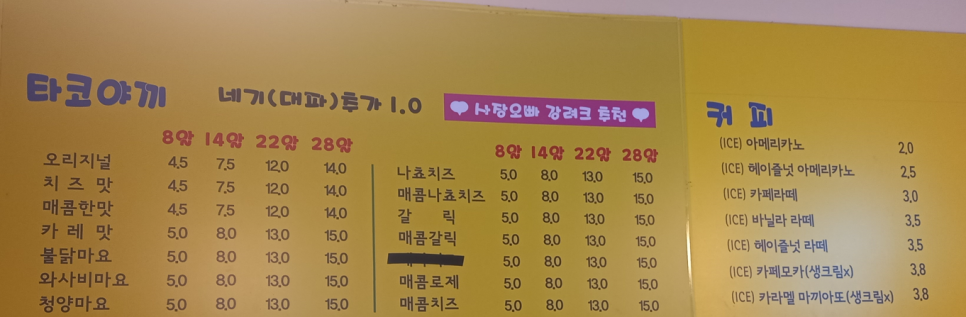 타코야끼 네기(대파)추가 1.0 사장오빠 강려크 추천
8알 14알 22알 28알
오리지널 4.5 7.5 12.0 14.0
치즈맛 4.5 7.5 12.0 14.0
매콤한맛 4.5 7.5 12.0 14.0
카레맛 5.0 8.0 13.0 15.0
불닭마요 5.0 8.0 13.0 15.0
와사비마요 5.0 8.0 13.0 15.0
청양마요 5.0 8.0 13.0 15.0
8알 14알 22알 28알
나쵸치즈 5.0 8.0 13.0 15.0
매콤나쵸치즈 5.0 8.0 13.0 15.0
갈릭 5.0 8.0 13.0 15.0
매콤갈릭 5.0 8.0 13.0 15.0
5.0 8.0 13.0 15.0
매콤로제 5.0 8.0 13.0 15.0
매콤치즈 5.0 8.0 13.0 15.0
커피
(ICE) 아메리카노 2,0
(ICE) 헤이즐넛 아메리카노 2,5
(ICE) 카페라떼 3,0
(ICE) 바닐라 라떼 3,5
(ICE) 헤이즐넛 라떼 3,5
(ICE) 카페모카(생크림x) 3,8
(ICE) 카라멜 마끼아또(생크림x) 3,8